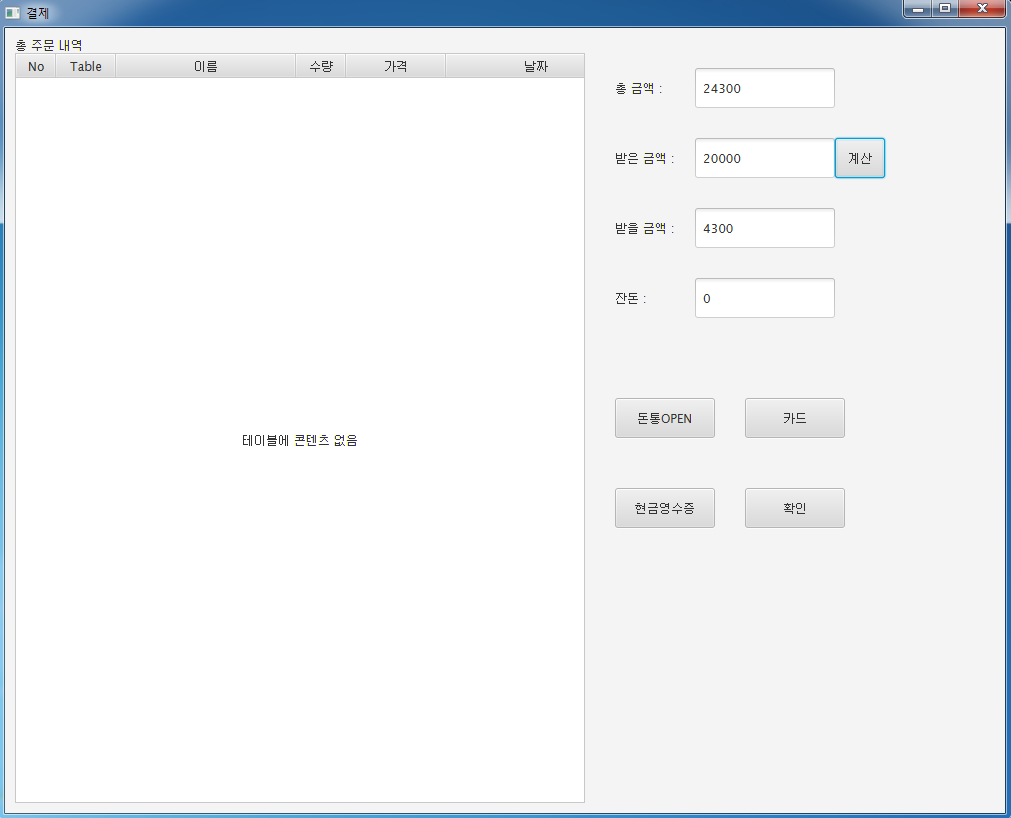 결제
총 주문 내역
No Table 이름 수량 가격 날짜
테이블에 콘텐츠 없음
총 금액 : 24300
받은 금액 : 20000 계산
받을 금액 : 4300
잔돈 : 0
돈통OPEN 카드
현금영수증 확인